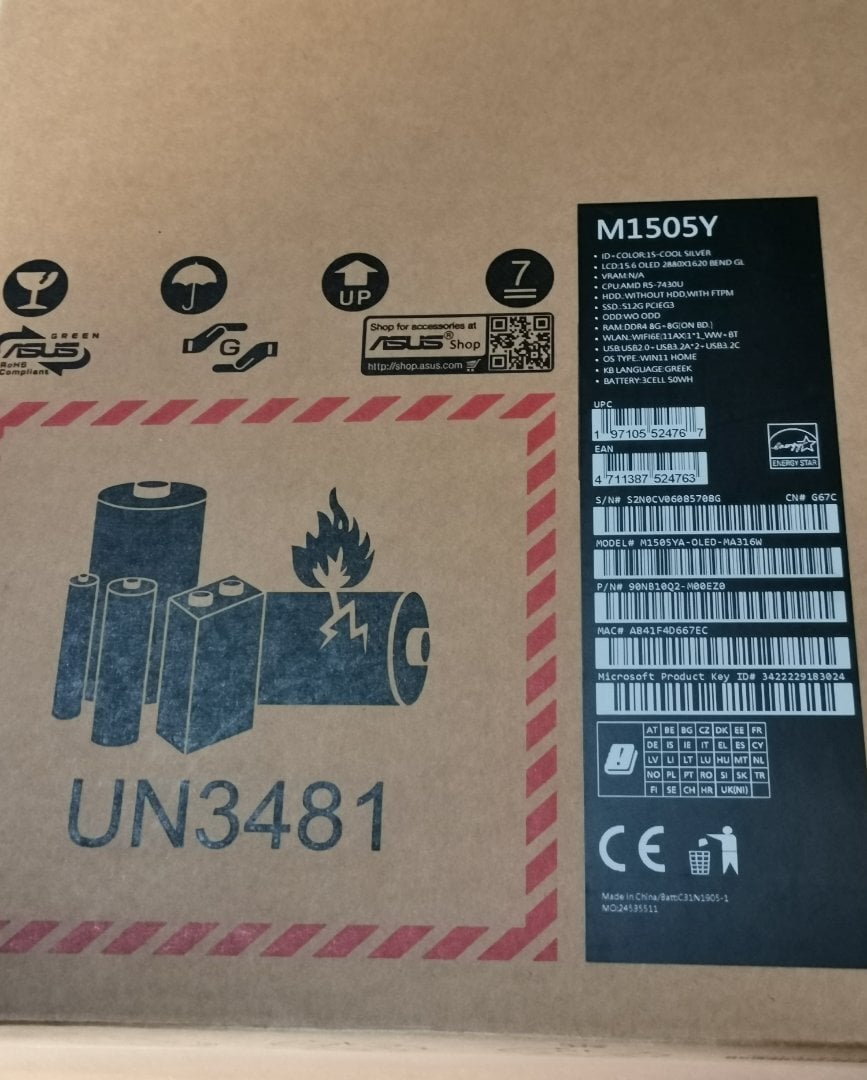 7
UP
GREEN
ASUS
RoHS
Compliant
G
Shop for accessories at
ASUS® Shop
http://shop.asus.com
UN3481
M1505Y
• ID-COLOR:1S-COOL SILVER
• LCD:15.6 OLED 2880X1620 BEND GL
• VRAM:N/A
• CPU:AMD R5-7430U
• HDD.:WITHOUT HDD,WITH FTPM
• SSD.:512G PCIEG3
• ODD:WO ODD
• RAM:DDR4 8G+8G(ON BD.)
• WLAN.:WIFI6E(11AX)1*1_WW+BT
• USB:USB2.0+USB3.2A*2+USB3.2C
• OS TYPE:WIN11 HOME
• KB LANGUAGE:GREEK
• BATTERY:3CELL 50WH
UPC
1 97105 52476 7
EAN
4 711387 524763
ENERGY STAR
S/N# S2N0CV06085708G CN# G67C
MODEL# M1505YA-OLED-MA316W
P/N# 90NB10Q2-M00EZ0
MAC# A841F4D667EC
Microsoft Product Key ID# 3422229183024
AT BE BG CZ DK EE FR
DE IS IE IT EL ES CY
LV LI LT LU HU MT NL
NO PL PT RO SI SK TR
FI SE CH HR UK(NI)
CE
Made in China/Batt:C31N1905-1
MO:24535511